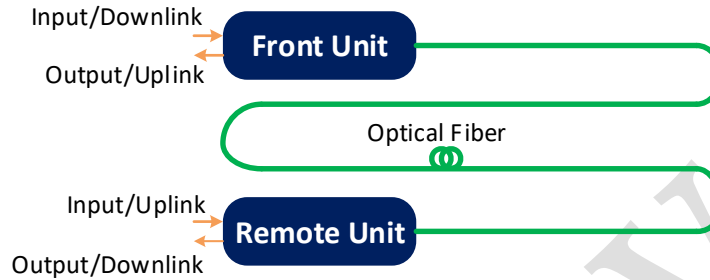 Input/Downlink
Front Unit
Output/Uplink
Optical Fiber
Input/Uplink
Remote Unit
Output/Downlink